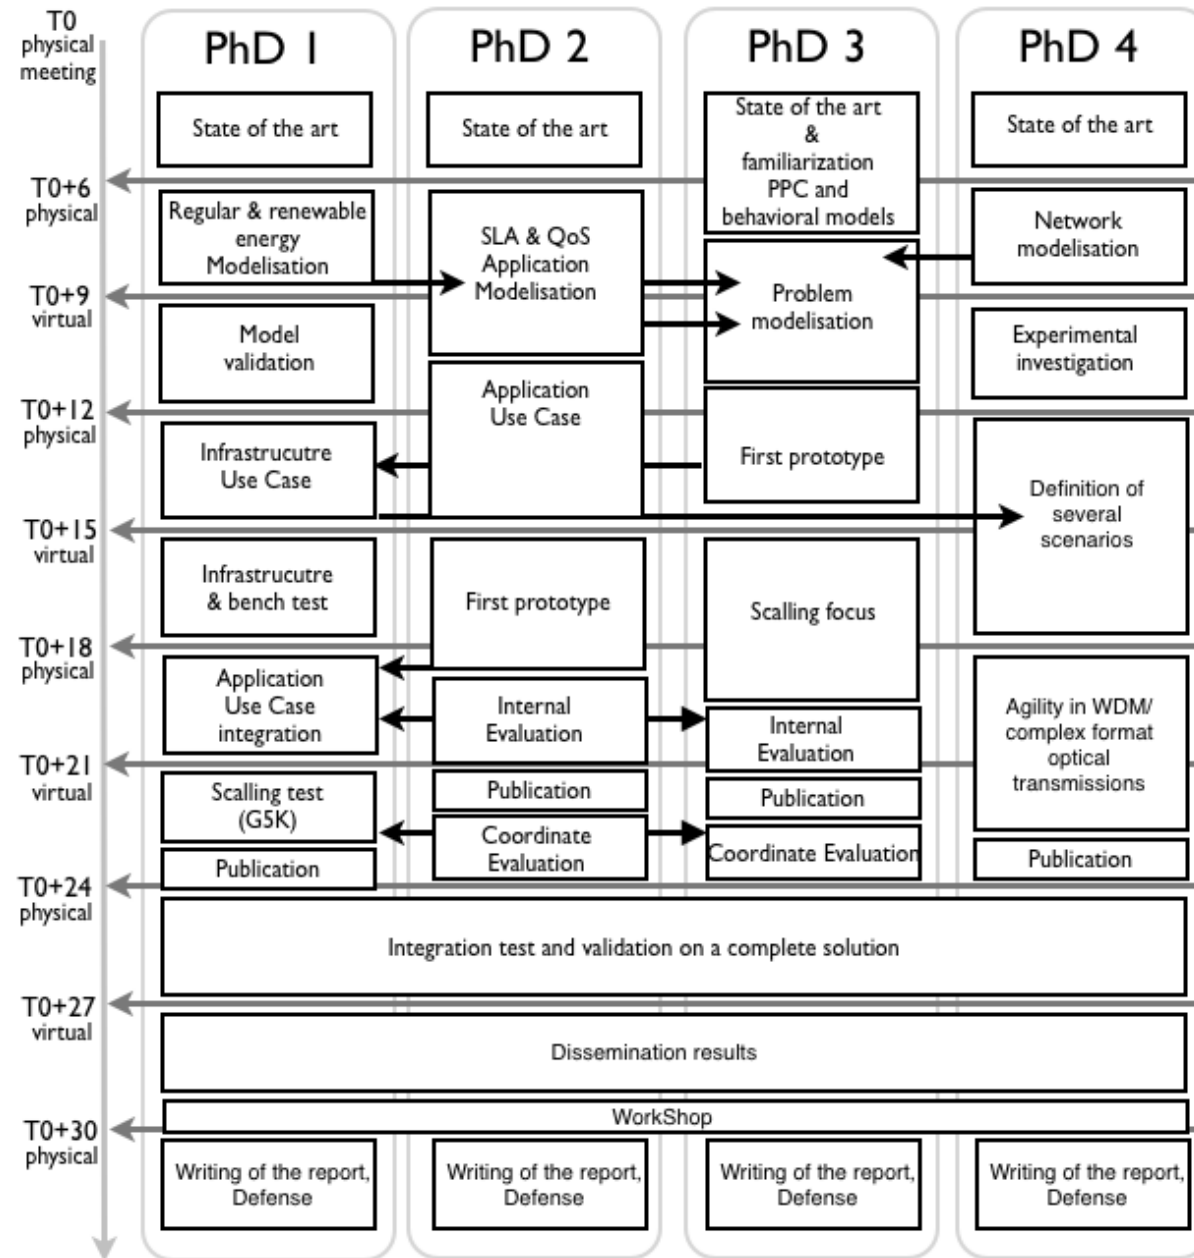 T0
physical
meeting
PhD 1
PhD 2
PhD 3
PhD 4
State of the art
State of the art
State of the art
&
familiarization
PPC and
behavioral models
State of the art
T0+6
physical
Regular & renewable
energy
Modelisation
SLA & QoS
Application
Modelisation
Network
modelisation
T0+9
virtual
Problem
modelisation
Model
validation
Experimental
investigation
Application
Use Case
T0+12
physical
Infrastrucutre
Use Case
First prototype
Definition of
several
scenarios
T0+15
virtual
Infrastrucutre
& bench test
First prototype
Scalling focus
T0+18
physical
Application
Use Case
integration
Internal
Evaluation
Internal
Evaluation
Agility in WDM/
complex format
optical
transmissions
T0+21
virtual
Scalling test
(G5K)
Publication
Publication
Coordinate
Evaluation
Coordinate Evaluation
Publication
Publication
T0+24
physical
Integration test and validation on a complete solution
T0+27
virtual
Dissemination results
WorkShop
T0+30
physical
Writing of the report,
Defense
Writing of the report,
Defense
Writing of the report,
Defense
Writing of the report,
Defense